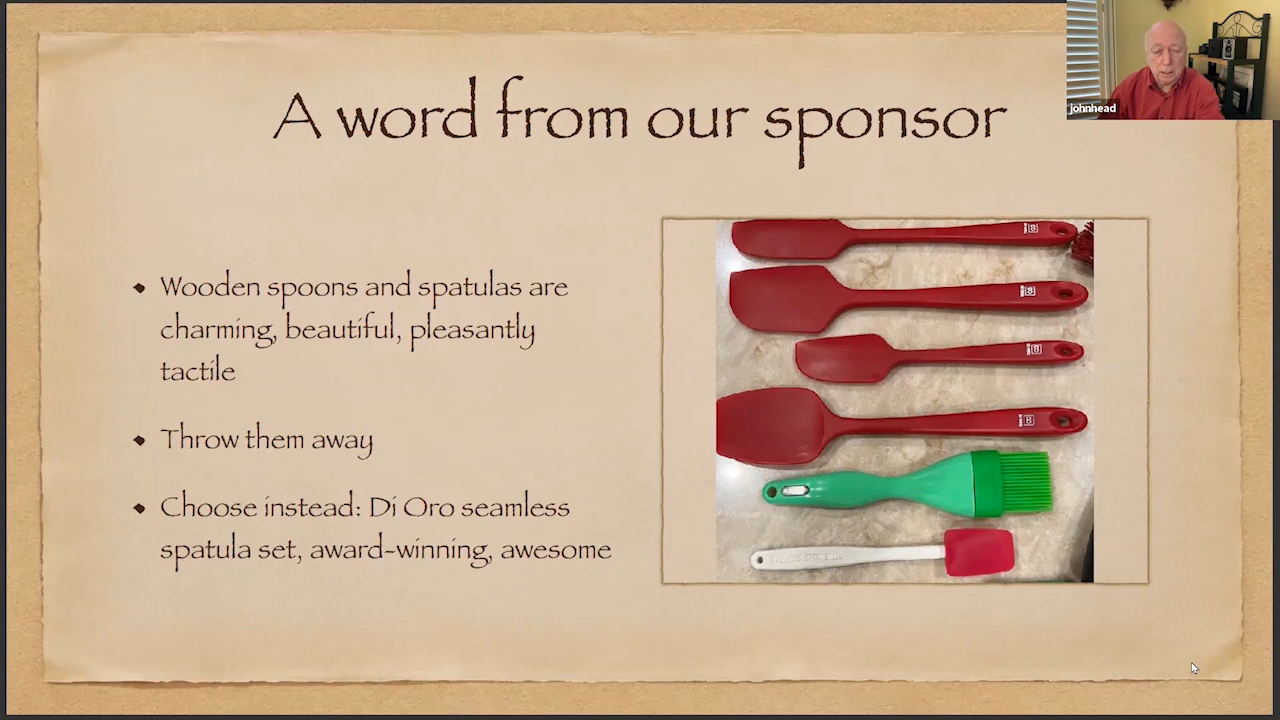 A word from our sponsor
johnhead
Wooden spoons and spatulas are
charming, beautiful, pleasantly
tactile
Throw them away
Choose instead: Di Oro seamless
spatula set, award-winning, awesome